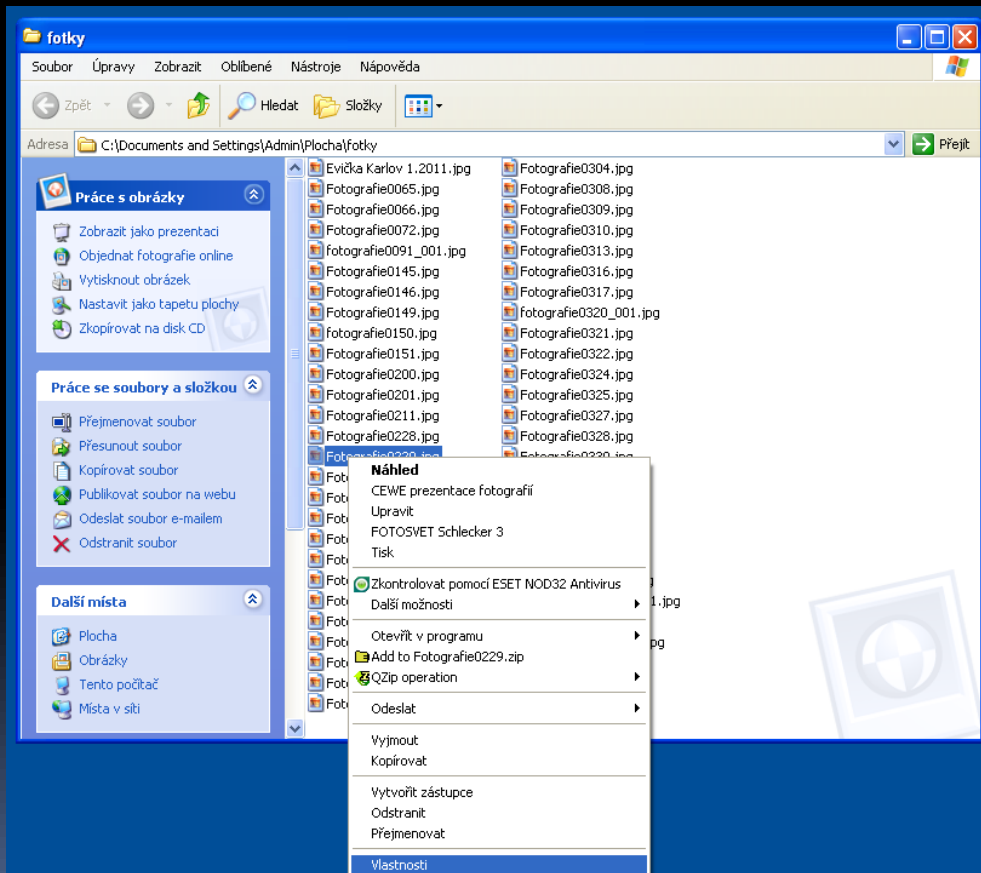 fotky
Soubor Úpravy Zobrazit Oblíbené Nástroje Nápověda
Zpět Hledat Složky
Adresa C:\Documents and Settings\Admin\Plocha\fotky Přejít
Práce s obrázky
Zobrazit jako prezentaci
Objednat fotografie online
Vytisknout obrázek
Nastavit jako tapetu plochy
Zkopírovat na disk CD
Práce se soubory a složkou
Přejmenovat soubor
Přesunout soubor
Kopírovat soubor
Publikovat soubor na webu
Odeslat soubor e-mailem
Odstranit soubor
Další místa
Plocha
Obrázky
Tento počítač
Místa v síti
Evička Karlov 1.2011.jpg
Fotografie0065.jpg
Fotografie0066.jpg
Fotografie0072.jpg
fotografie0091_001.jpg
Fotografie0145.jpg
Fotografie0146.jpg
Fotografie0149.jpg
fotografie0150.jpg
Fotografie0151.jpg
Fotografie0200.jpg
Fotografie0201.jpg
Fotografie0211.jpg
Fotografie0228.jpg
Fotografie0229.jpg
Fotografie0304.jpg
Fotografie0308.jpg
Fotografie0309.jpg
Fotografie0310.jpg
Fotografie0313.jpg
Fotografie0316.jpg
Fotografie0317.jpg
fotografie0320_001.jpg
Fotografie0321.jpg
Fotografie0322.jpg
Fotografie0324.jpg
Fotografie0325.jpg
Fotografie0327.jpg
Fotografie0328.jpg
Fotografie0330.jpg
Náhled
CEWE prezentace fotografií
Upravit
FOTOSVET Schlecker 3
Tisk
Zkontrolovat pomocí ESET NOD32 Antivirus
Další možnosti
Otevřít v programu
Add to Fotografie0229.zip
QZip operation
Odeslat
Vyjmout
Kopírovat
Vytvořit zástupce
Odstranit
Přejmenovat
Vlastnosti